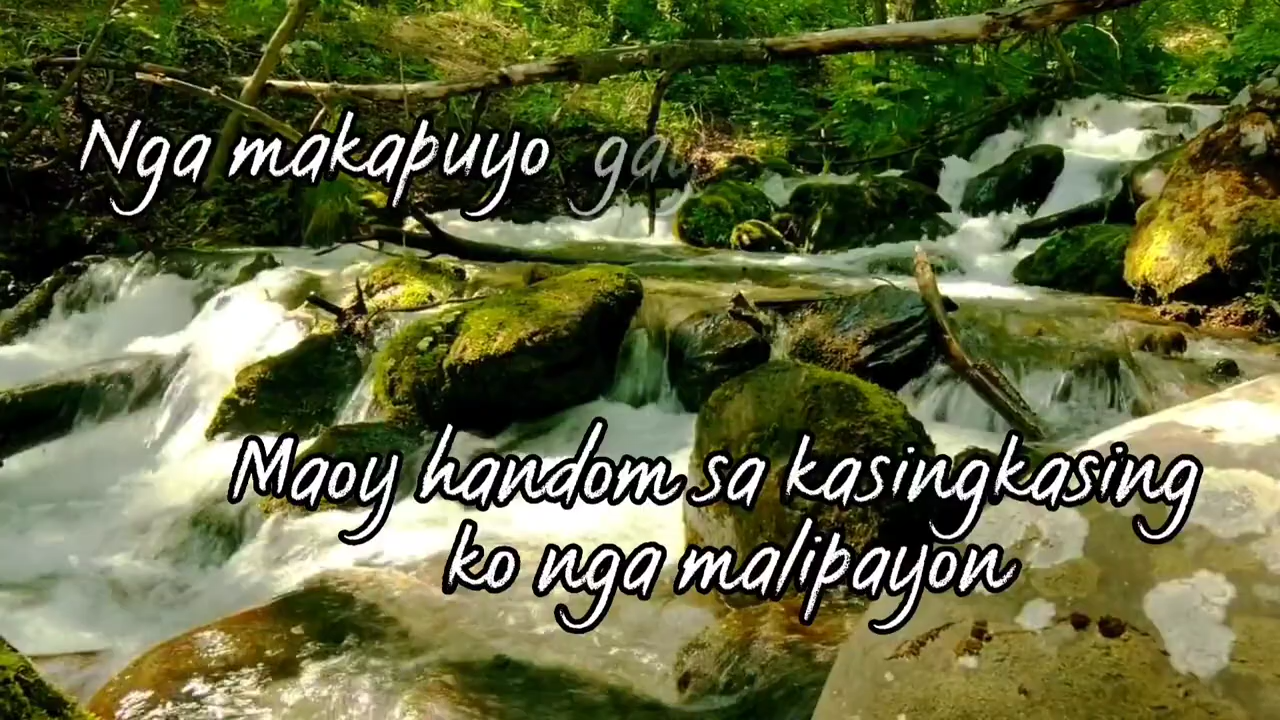 Nga makapuyo
Maoy handom sa kasingkasing
ko nga malipayon